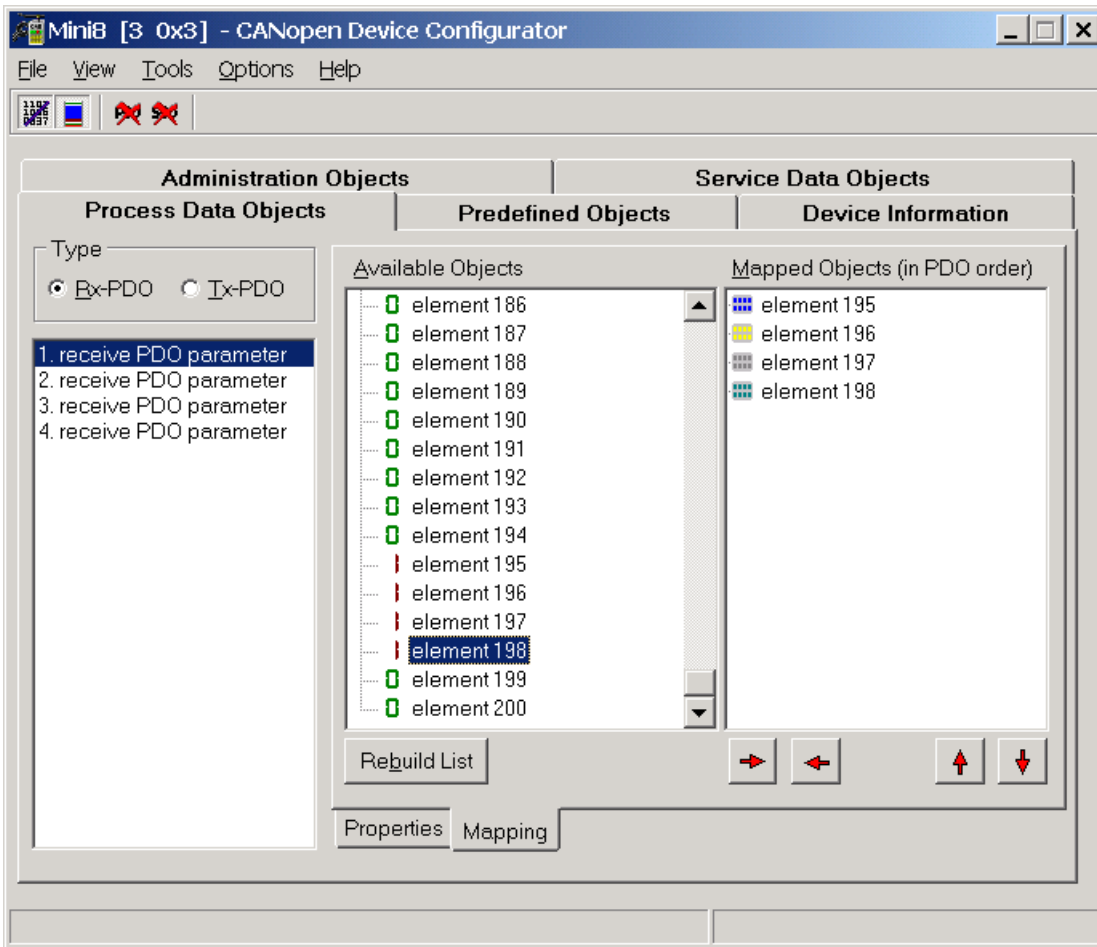 Mini8 [3 0x3] - CANopen Device Configurator
File View Tools Options Help
Administration Objects
Service Data Objects
Process Data Objects
Predefined Objects
Device Information
Type
Rx-PDO
Tx-PDO
1. receive PDO parameter
2. receive PDO parameter
3. receive PDO parameter
4. receive PDO parameter
Available Objects
element 186
element 187
element 188
element 189
element 190
element 191
element 192
element 193
element 194
element 195
element 196
element 197
element 198
element 199
element 200
Rebuild List
Mapped Objects (in PDO order)
element 195
element 196
element 197
element 198
Properties
Mapping